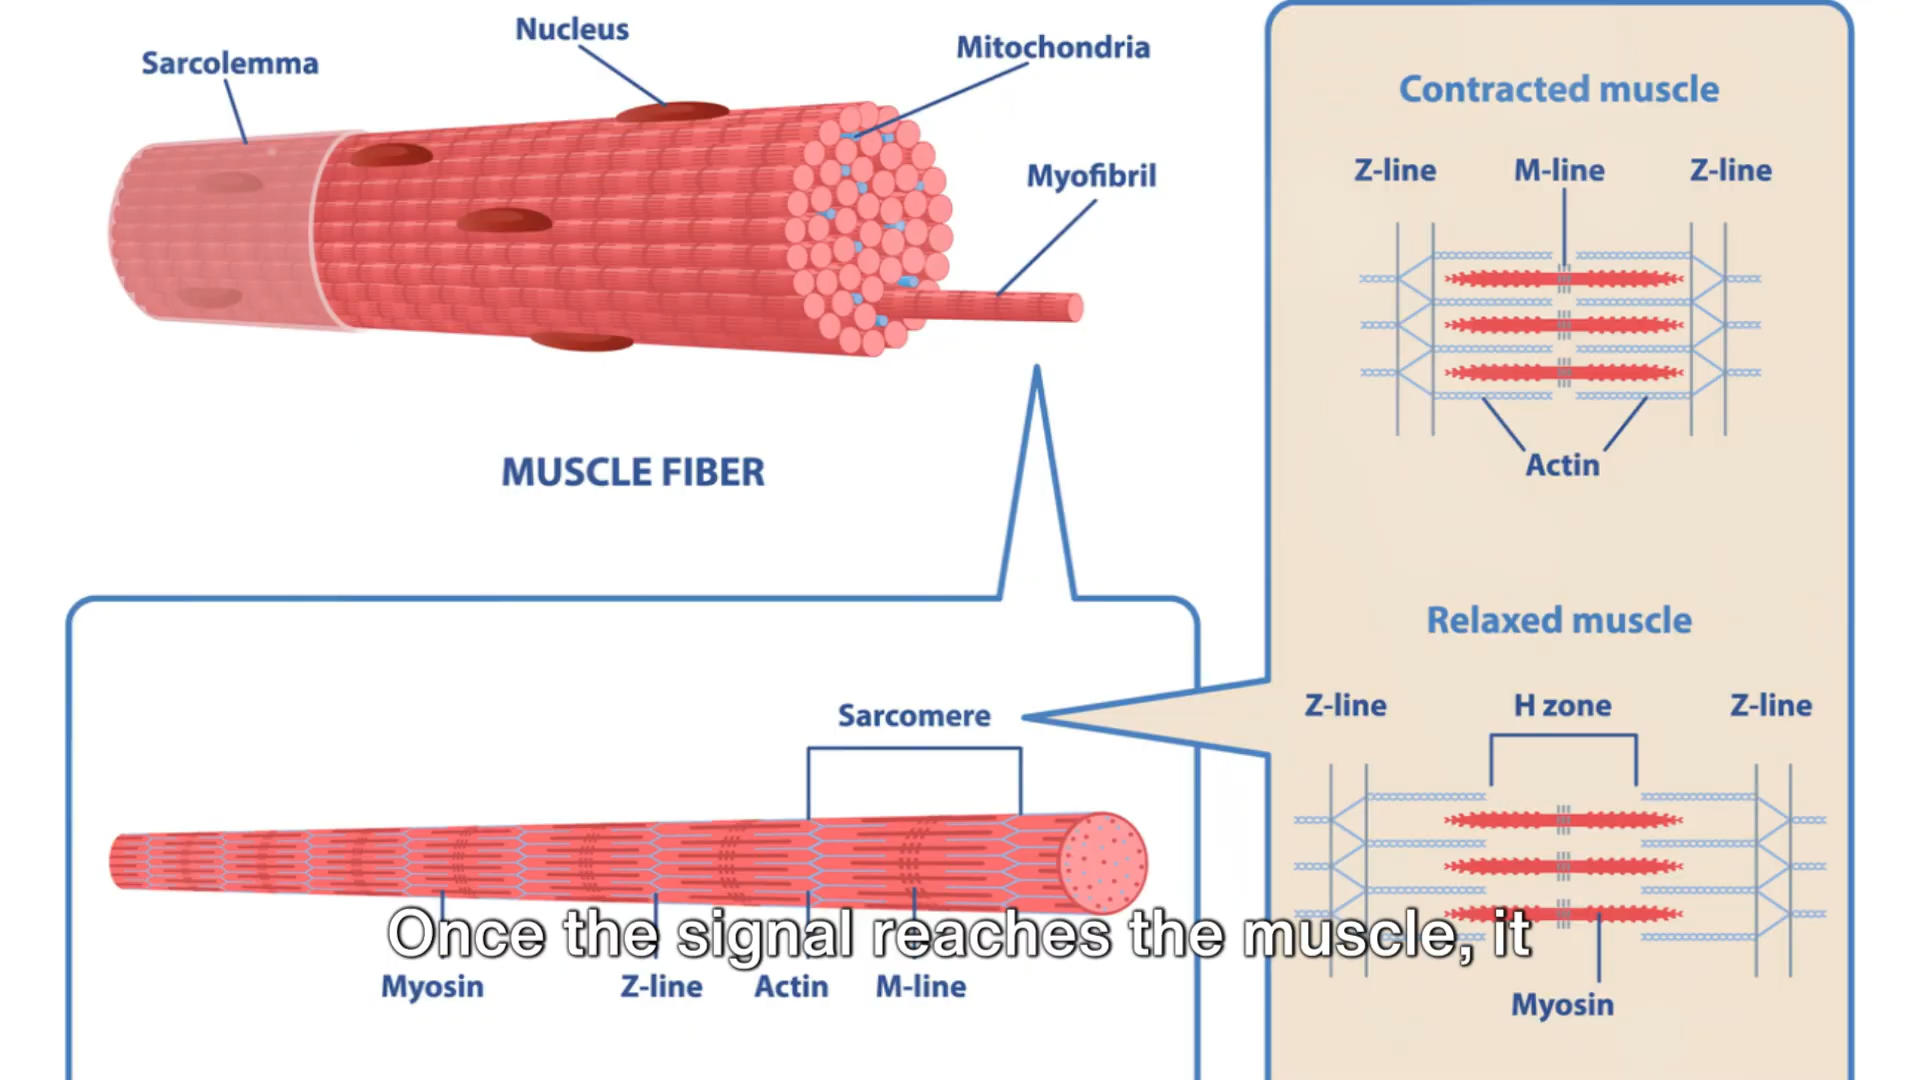 Nucleus
Sarcolemma
Mitochondria
Myofibril
MUSCLE FIBER
Contracted muscle
Z-line
M-line
Z-line
Actin
Relaxed muscle
Z-line
H zone
Z-line
Myosin
Sarcomere
Myosin
Z-line
Actin
M-line
Once the signal reaches the muscle, it